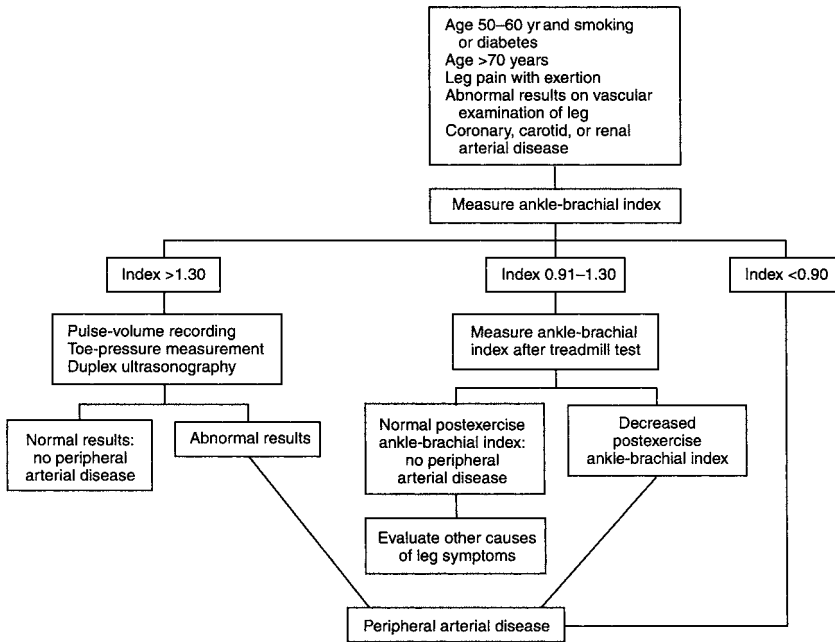 Age 50–60 yr and smoking
or diabetes
Age >70 years
Leg pain with exertion
Abnormal results on vascular
examination of leg
Coronary, carotid, or renal
arterial disease
Measure ankle-brachial index
Index >1.30
Index 0.91–1.30
Index <0.90
Pulse-volume recording
Toe-pressure measurement
Duplex ultrasonography
Measure ankle-brachial
index after treadmill test
Normal results:
no peripheral
arterial disease
Abnormal results
Normal postexercise
ankle-brachial index:
no peripheral
arterial disease
Decreased
postexercise
ankle-brachial index
Evaluate other causes
of leg symptoms
Peripheral arterial disease